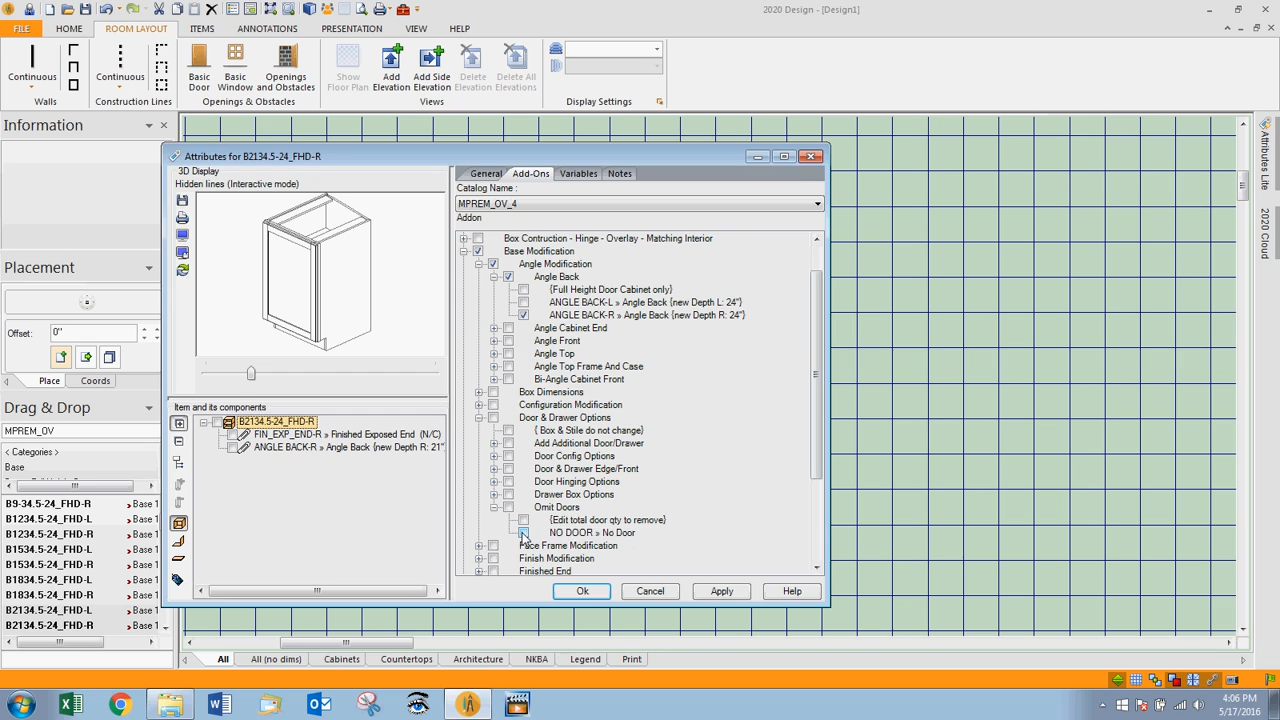 2020 Design - [Design1]
FILE
HOME
ROOM LAYOUT
ITEMS
ANNOTATIONS
PRESENTATION
VIEW
HELP
Continuous
Continuous
Basic Door
Basic Window
Openings and Obstacles
Show Floor Plan
Add Elevation
Add Side Elevation
Delete Elevation
Delete All Elevations
Walls
Construction Lines
Openings & Obstacles
Views
Display Settings
Information
Attributes for B2134.5-24_FHD-R
3D Display
Hidden lines (Interactive mode)
General
Add-Ons
Variables
Notes
Catalog Name :
MPREM_OV_4
Addon
Box Contruction - Hinge - Overlay - Matching Interior
Base Modification
Angle Modification
Angle Back
{Full Height Door Cabinet only}
ANGLE BACK-L » Angle Back {new Depth L: 24"}
ANGLE BACK-R » Angle Back {new Depth R: 24"}
Angle Cabinet End
Angle Front
Angle Top
Angle Top Frame And Case
Bi-Angle Cabinet Front
Box Dimensions
Configuration Modification
Door & Drawer Options
{ Box & Stile do not change}
Add Additional Door/Drawer
Door Config Options
Door & Drawer Edge/Front
Door Hinging Options
Drawer Box Options
Omit Doors
{Edit total door qty to remove}
NO DOOR » No Door
Face Frame Modification
Finish Modification
Finished End
Item and its components
B2134.5-24_FHD-R
FIN_EXP_END-R » Finished Exposed End (N/C)
ANGLE BACK-R » Angle Back {new Depth R: 21"
Ok
Cancel
Apply
Help
Placement
Offset:
0"
Place
Coords
Drag & Drop
MPREM_OV
< Categories >
Base
B9-34.5-24_FHD-R
Base 1
B1234.5-24_FHD-L
Base 1
B1234.5-24_FHD-R
Base 1
B1534.5-24_FHD-L
Base 1
B1534.5-24_FHD-R
Base 1
B1834.5-24_FHD-L
Base 1
B1834.5-24_FHD-R
Base 1
B2134.5-24_FHD-L
Base 1
B2134.5-24_FHD-R
Base 1
Attributes Lite
2020 Cloud
All
All (no dims)
Cabinets
Countertops
Architecture
NKBA
Legend
Print
4:06 PM
5/17/2016